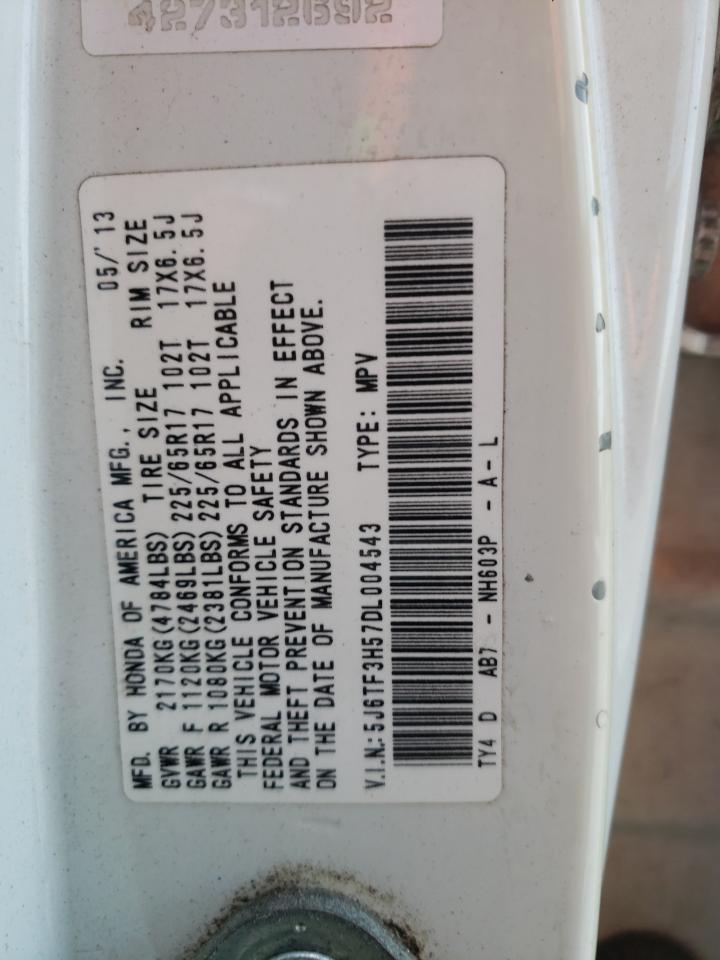 427312692
MFD. BY HONDA OF AMERICA MFG., INC. 05/'13
GVWR 2170KG(4784LBS) TIRE SIZE RIM SIZE
GAWR F 1120KG(2469LBS) 225/65R17 102T 17X6.5J
GAWR R 1080KG(2381LBS) 225/65R17 102T 17X6.5J
THIS VEHICLE CONFORMS TO ALL APPLICABLE
FEDERAL MOTOR VEHICLE SAFETY
AND THEFT PREVENTION STANDARDS IN EFFECT
ON THE DATE OF MANUFACTURE SHOWN ABOVE.
V.I.N.: 5J6TF3H57DL004543 TYPE: MPV
TY4 D AB7 - NH603P - A - L